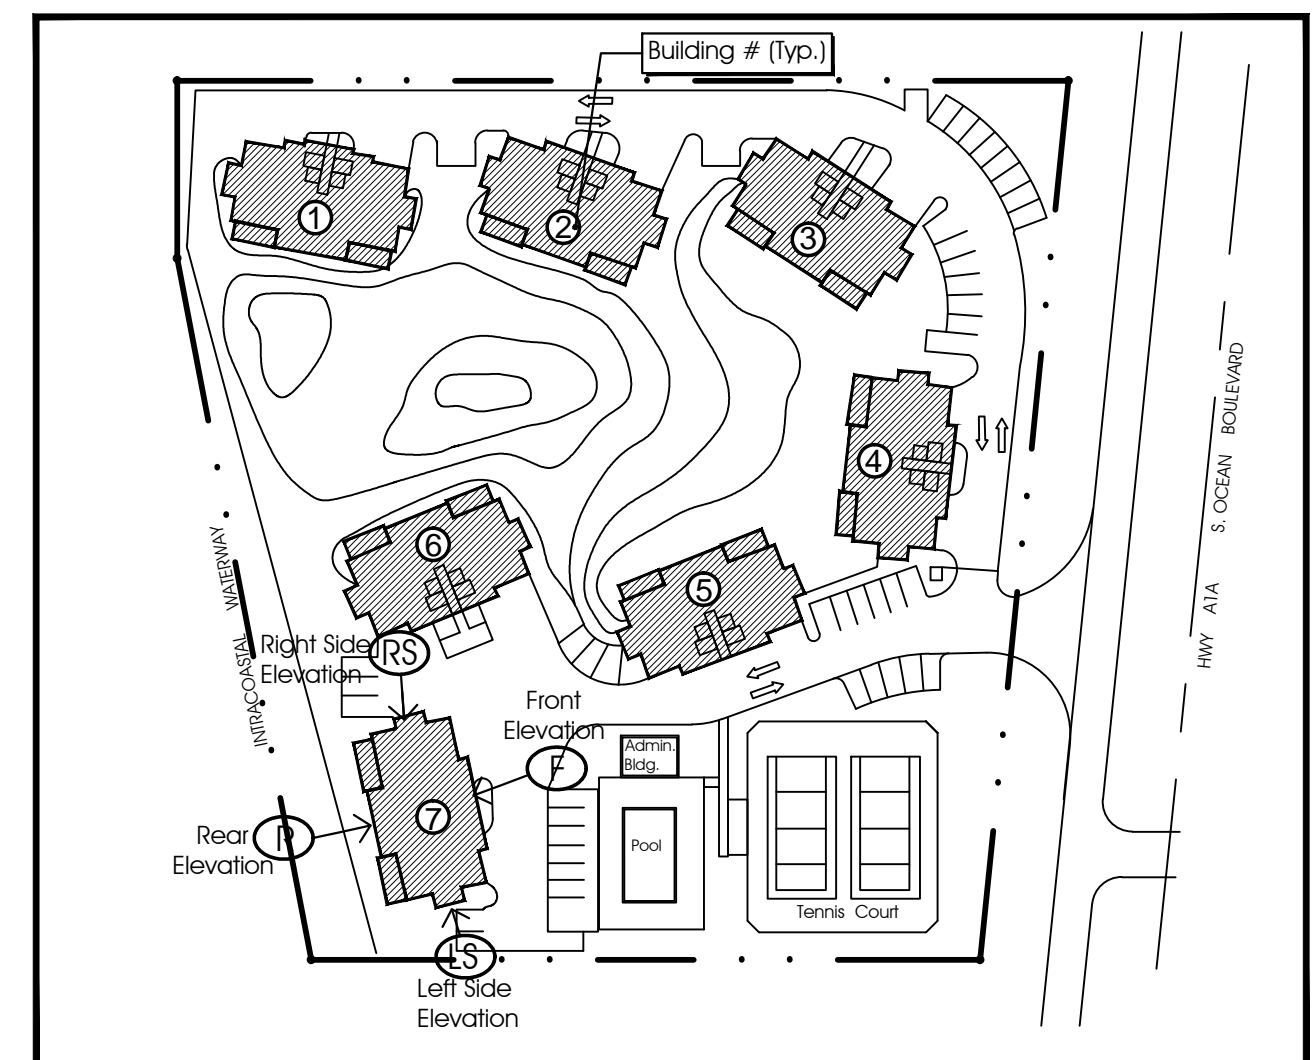 Building # (Typ.)
1
2
3
4
5
6
7
S. OCEAN BOULEVARD
HWY A1A
INTRACOASTAL WATERWAY
Right Side
Elevation
RS
Front
Elevation
F
Admin.
Bldg.
Pool
Tennis Court
Rear
Elevation
R
LS
Left Side
Elevation